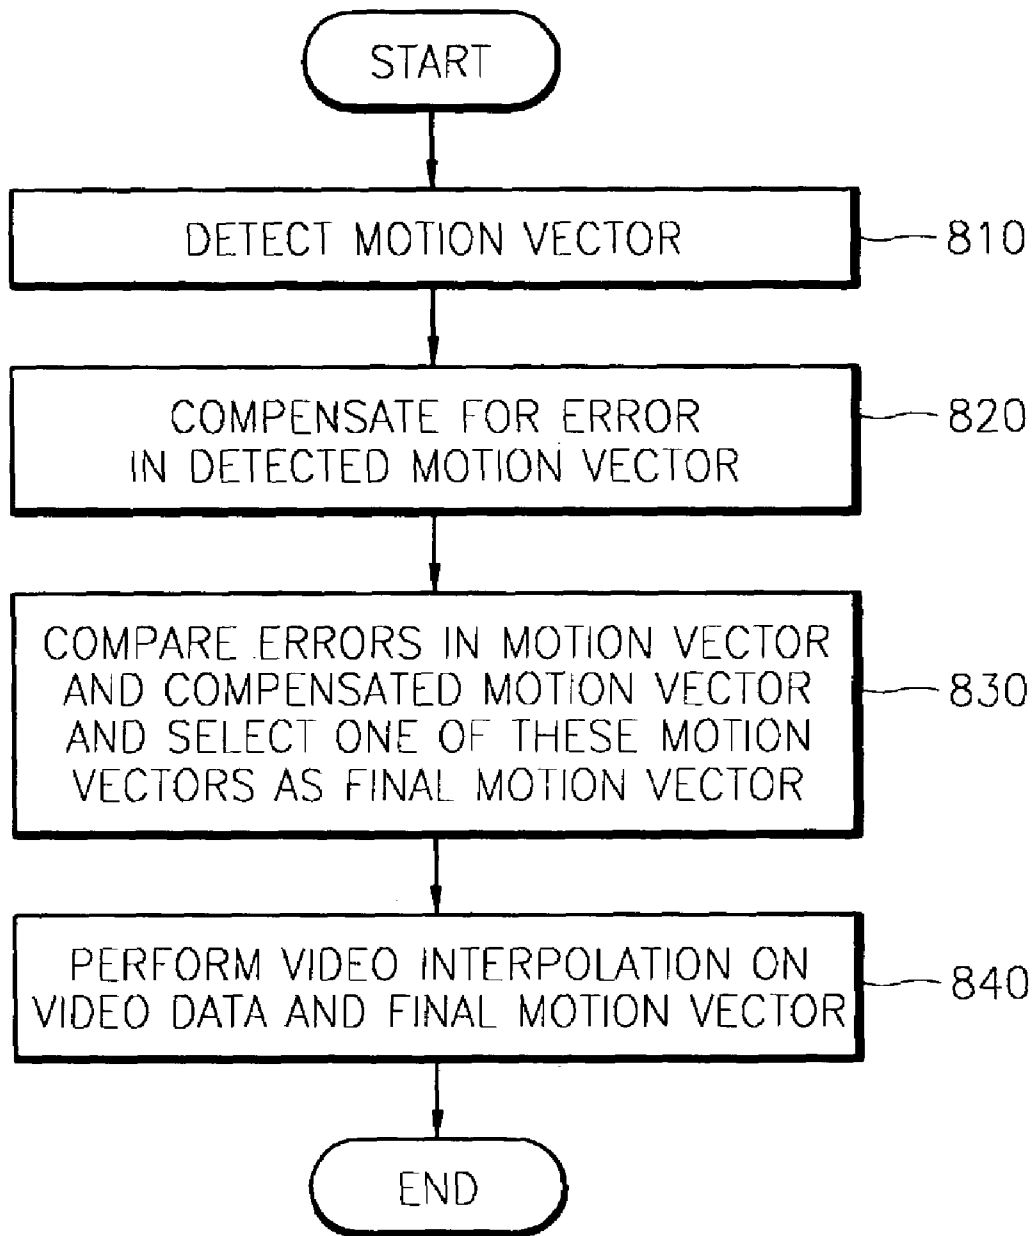 START
DETECT MOTION VECTOR
810
COMPENSATE FOR ERROR
IN DETECTED MOTION VECTOR
820
COMPARE ERRORS IN MOTION VECTOR
AND COMPENSATED MOTION VECTOR
AND SELECT ONE OF THESE MOTION
VECTORS AS FINAL MOTION VECTOR
830
PERFORM VIDEO INTERPOLATION ON
VIDEO DATA AND FINAL MOTION VECTOR
840
END